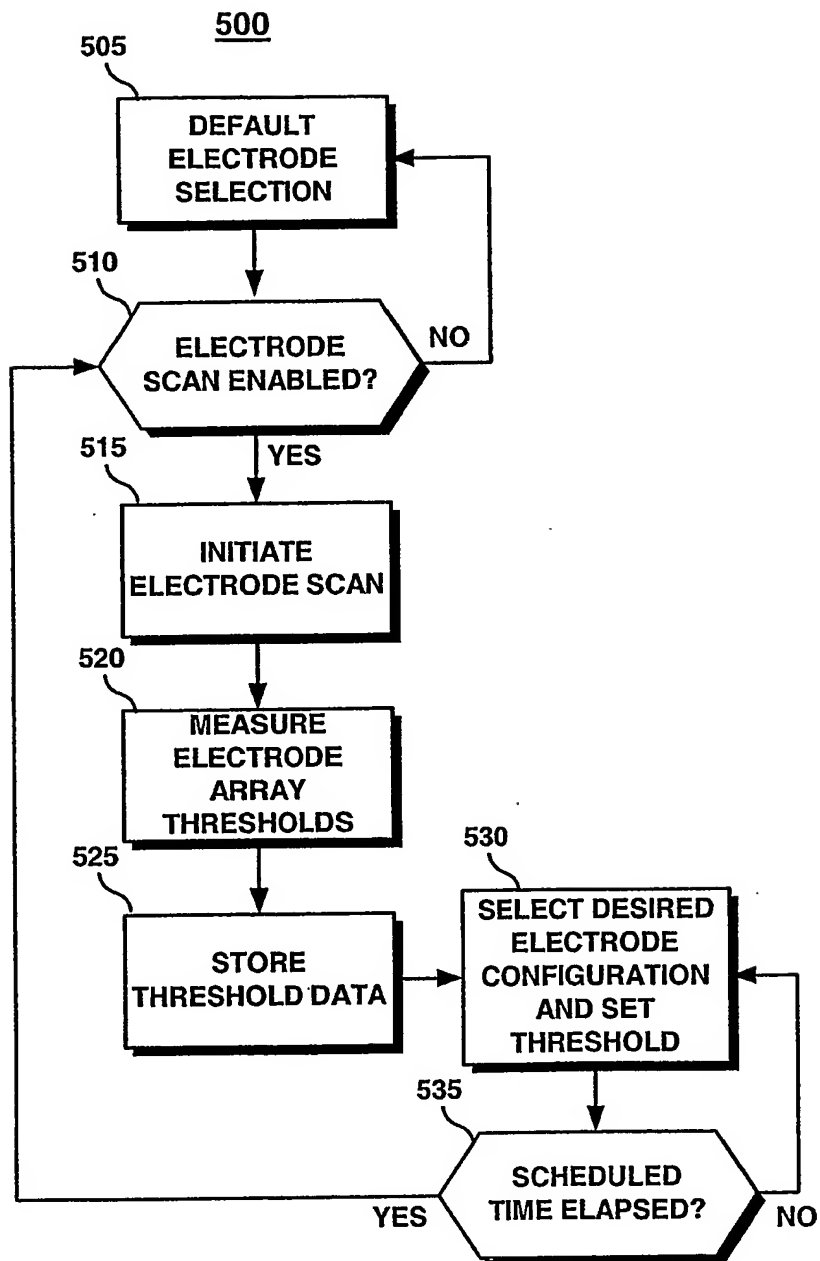 500
505
DEFAULT
ELECTRODE
SELECTION
510
ELECTRODE
SCAN ENABLED?
NO
YES
515
INITIATE
ELECTRODE SCAN
520
MEASURE
ELECTRODE
ARRAY
THRESHOLDS
525
STORE
THRESHOLD DATA
530
SELECT DESIRED
ELECTRODE
CONFIGURATION
AND SET
THRESHOLD
535
SCHEDULED
TIME ELAPSED?
YES
NO